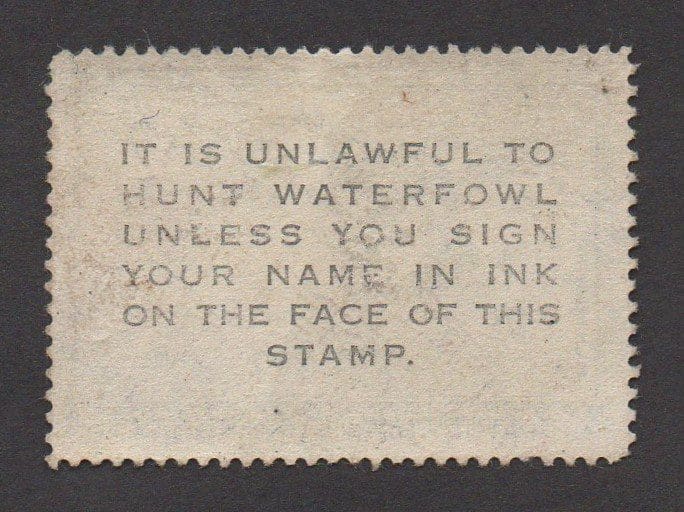 IT IS UNLAWFUL TO
HUNT WATERFOWL
UNLESS YOU SIGN
YOUR NAME IN INK
ON THE FACE OF THIS
STAMP.